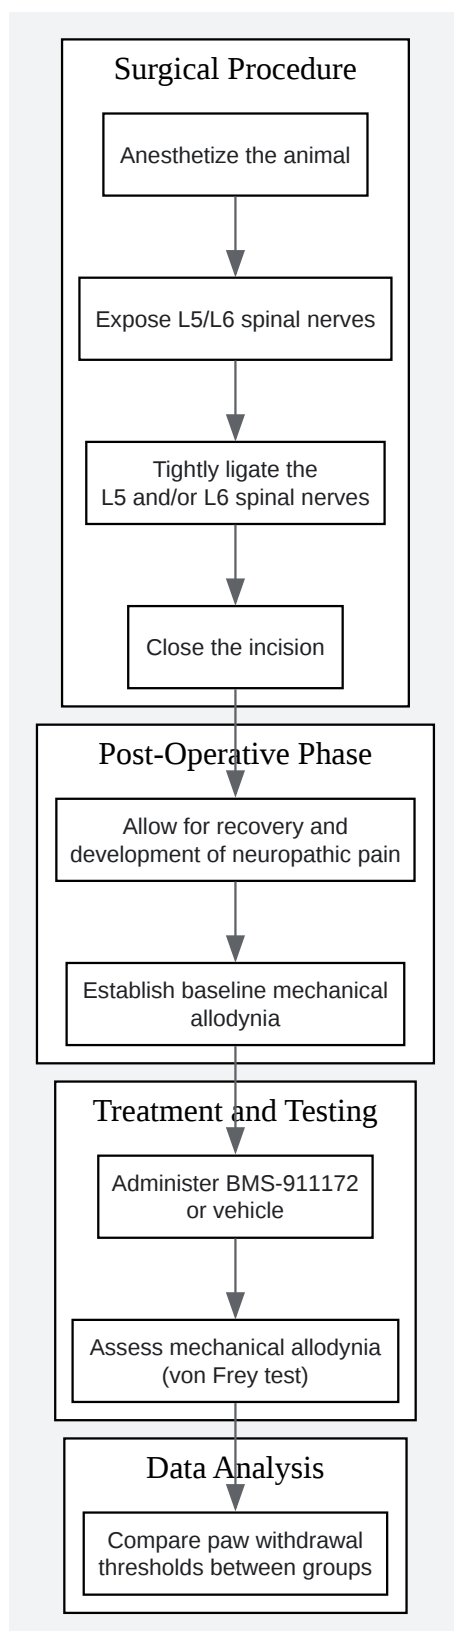 Surgical Procedure
Anesthetize the animal
Expose L5/L6 spinal nerves
Tightly ligate the
L5 and/or L6 spinal nerves
Close the incision
Post-Operative Phase
Allow for recovery and
development of neuropathic pain
Establish baseline mechanical
allodynia
Treatment and Testing
Administer BMS-911172
or vehicle
Assess mechanical allodynia
(von Frey test)
Data Analysis
Compare paw withdrawal
thresholds between groups